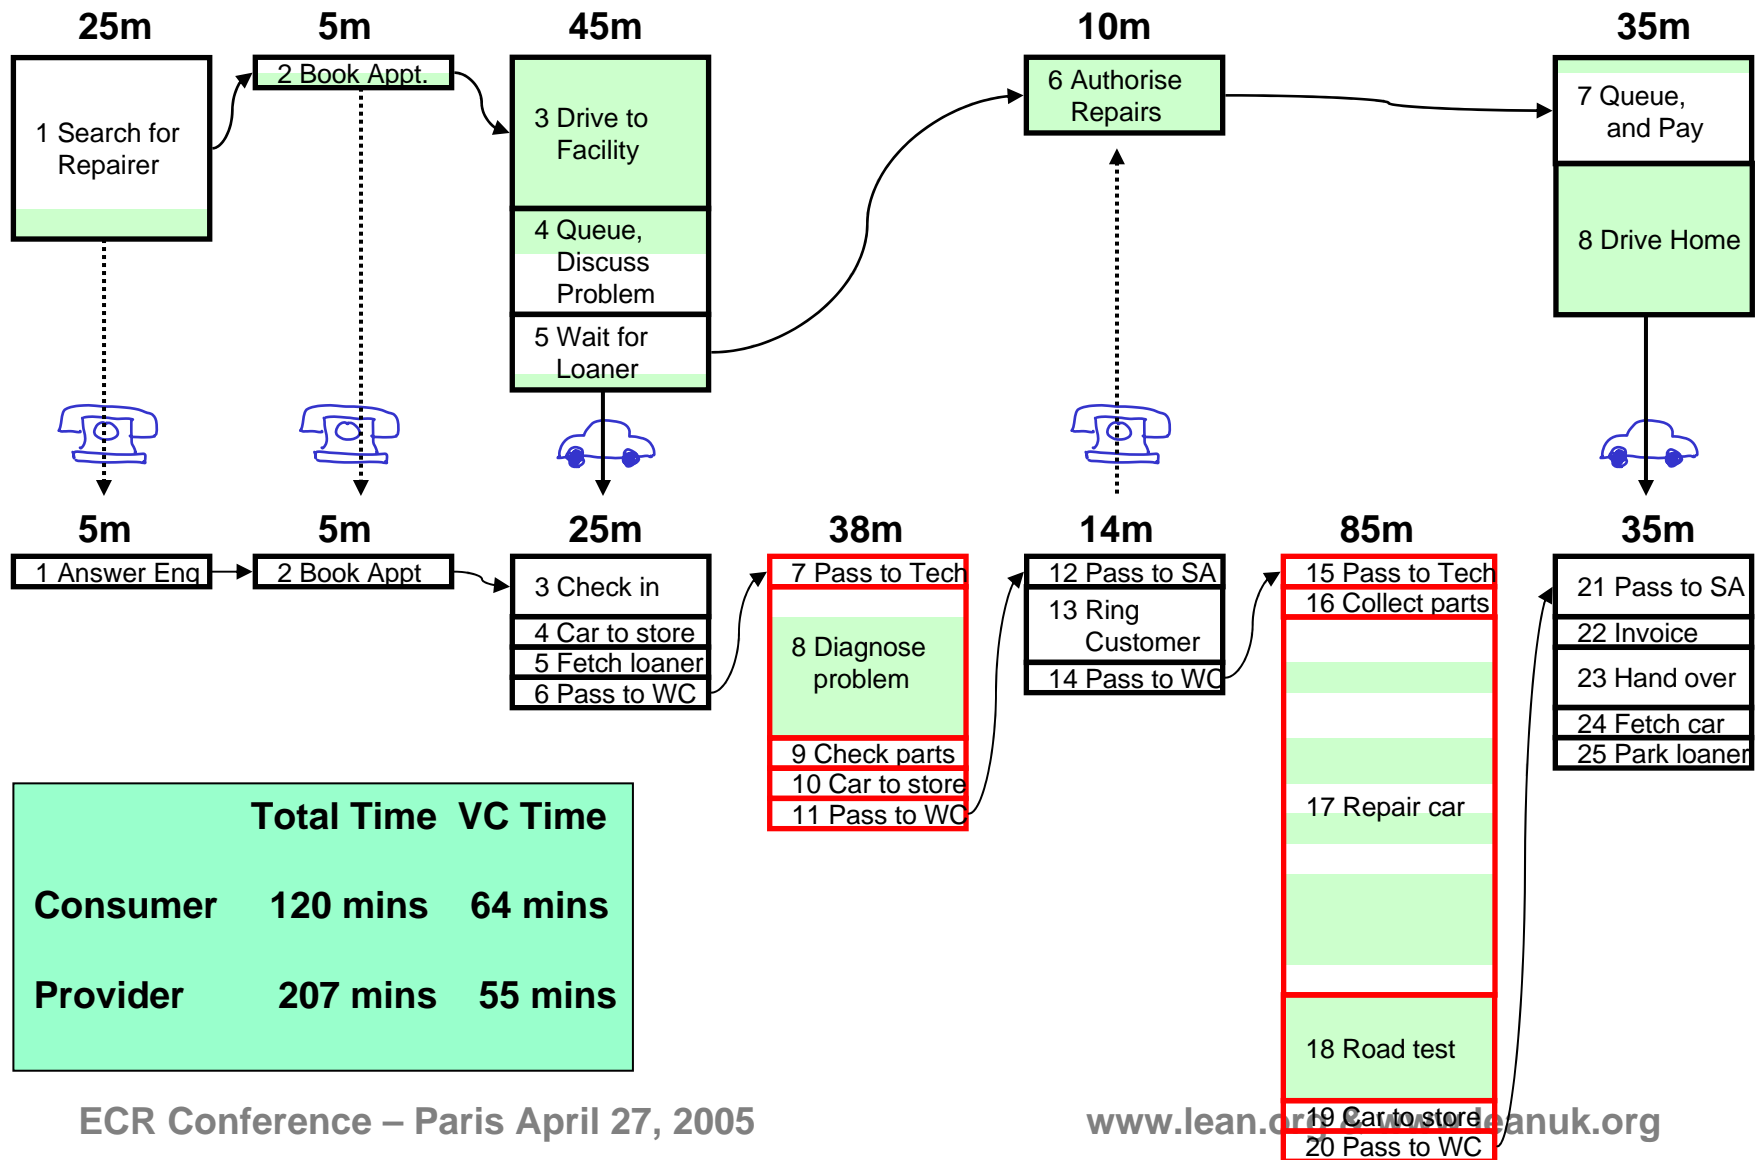 25m
5m
45m
10m
35m
1 Search for
Repairer
2 Book Appt.
3 Drive to
Facility
4 Queue,
Discuss
Problem
5 Wait for
Loaner
6 Authorise
Repairs
7 Queue,
and Pay
8 Drive Home
5m
5m
25m
38m
14m
85m
35m
1 Answer Enq
2 Book Appt
3 Check in
4 Car to store
5 Fetch loaner
6 Pass to WC
7 Pass to Tech
8 Diagnose
problem
9 Check parts
10 Car to store
11 Pass to WC
12 Pass to SA
13 Ring
Customer
14 Pass to WC
15 Pass to Tech
16 Collect parts
17 Repair car
18 Road test
19 Car to store
20 Pass to WC
21 Pass to SA
22 Invoice
23 Hand over
24 Fetch car
25 Park loaner
Total Time VC Time
Consumer 120 mins 64 mins
Provider 207 mins 55 mins
ECR Conference – Paris April 27, 2005
www.lean.org & www.leanuk.org